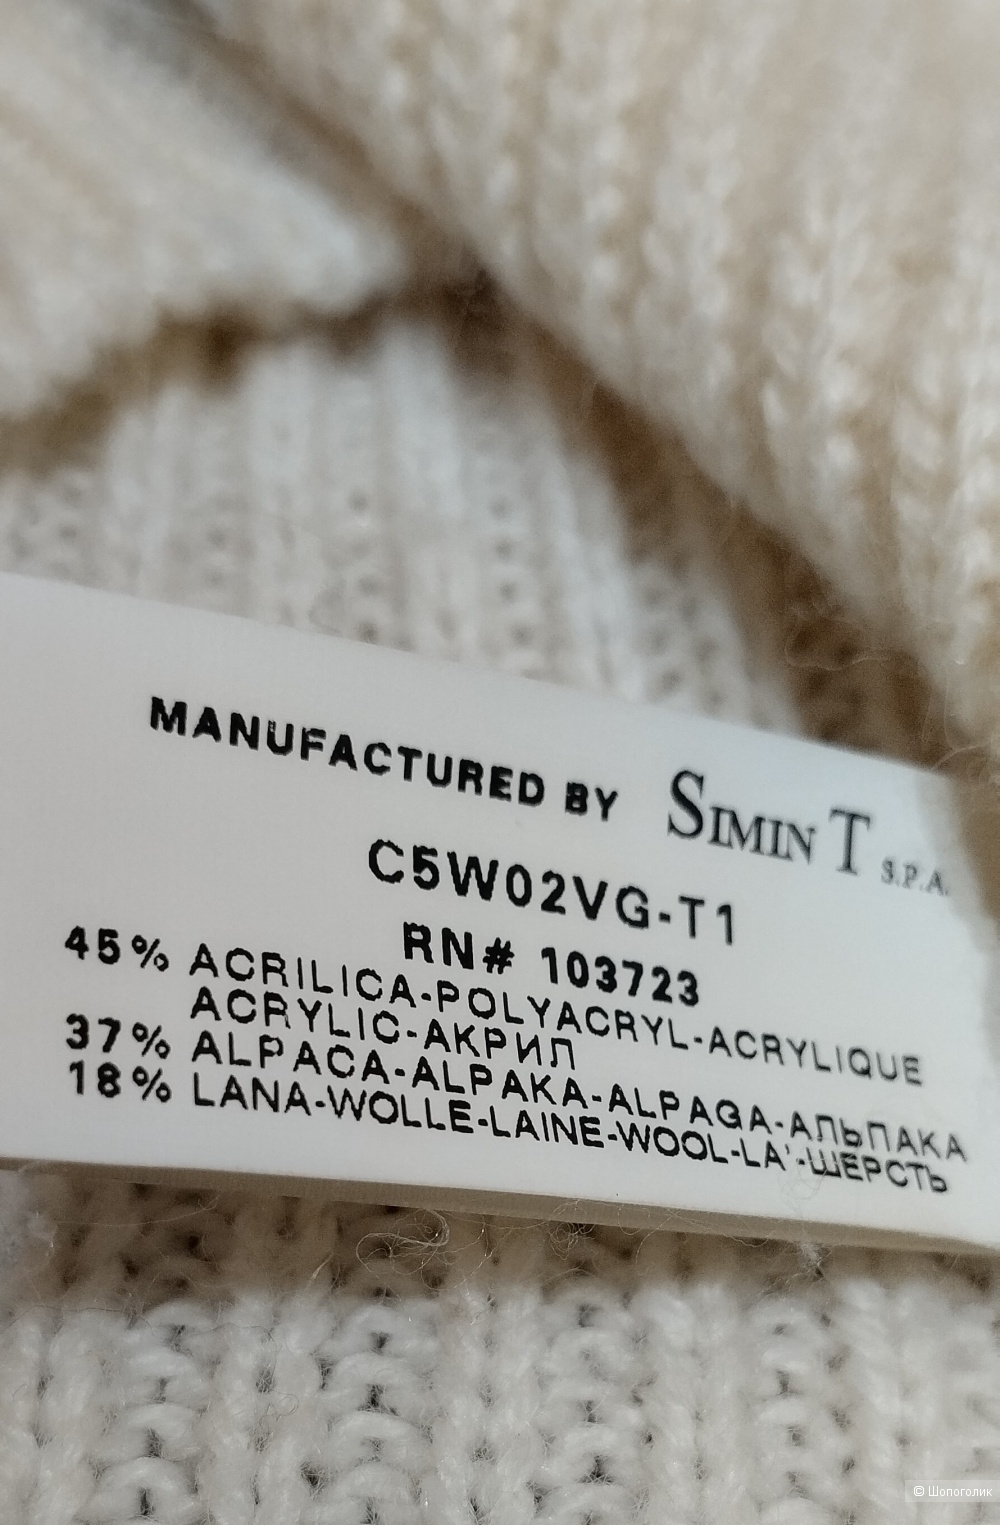 MANUFACTURED BY SIMIN T S.P.A.
C5W02VG-T1
RN# 103723
45% ACRILICA-POLYACRYL-ACRYLIQUE
ACRYLIC-АКРИЛ
37% ALPACA-ALPAKA-ALPAGA-АЛЬПАКА
18% LANA-WOLLE-LAINE-WOOL-LA'-ШЕРСТЬ
© Шопоголик